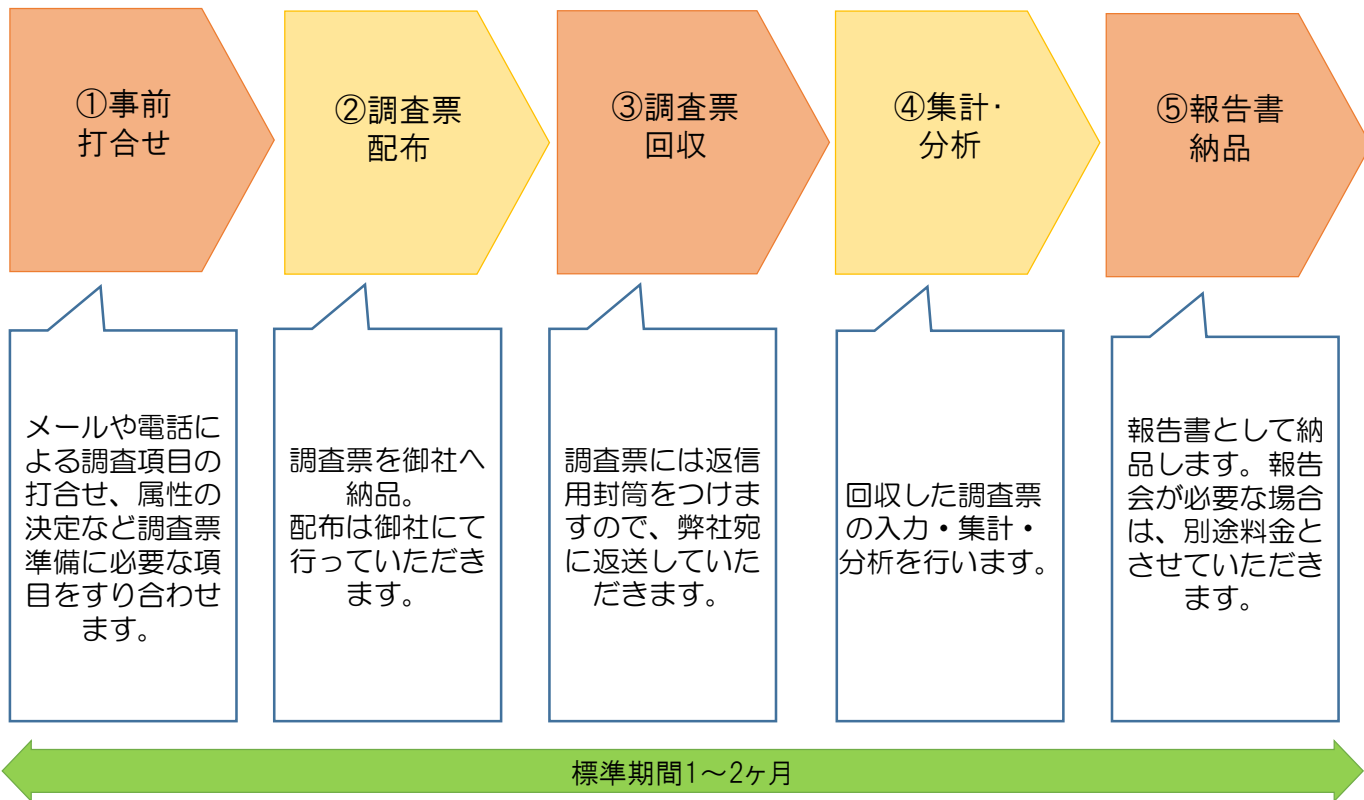 ①事前
打合せ
②調査票
配布
③調査票
回収
④集計・
分析
⑤報告書
納品
メールや電話に
よる調査項目の
打合せ、属性の
決定など調査票
準備に必要な項
目をすり合わせ
ます。
調査票を御社へ
納品。
配布は御社にて
行っていただき
ます。
調査票には返信
用封筒をつけま
すので、弊社宛
に返送していた
だきます。
回収した調査票
の入力・集計・
分析を行います。
報告書として納
品します。報告
会が必要な場合
は、別途料金と
させていただき
ます。
標準期間1～2ヶ月